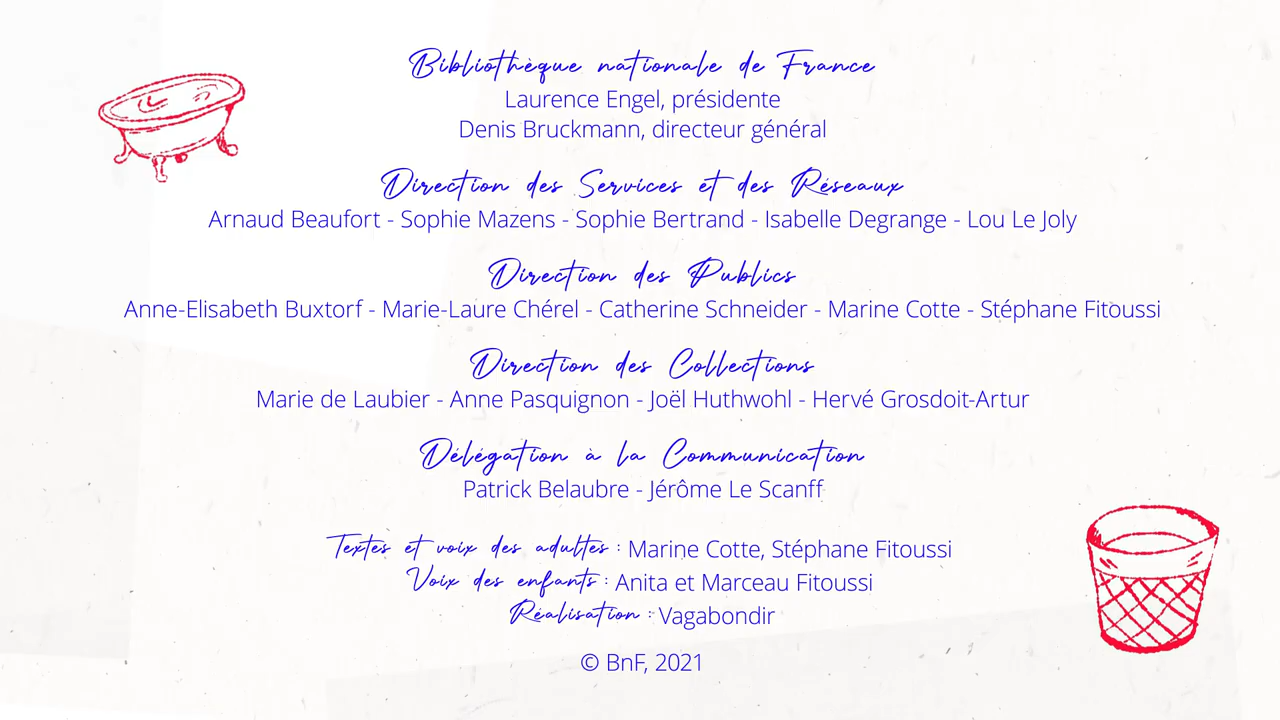 Bibliothèque nationale de France
Laurence Engel, présidente
Denis Bruckmann, directeur général
Direction des Services et des Réseaux
Arnaud Beaufort - Sophie Mazens - Sophie Bertrand - Isabelle Degrange - Lou Le Joly
Direction des Publics
Anne-Elisabeth Buxtorf - Marie-Laure Chérel - Catherine Schneider - Marine Cotte - Stéphane Fitoussi
Direction des Collections
Marie de Laubier - Anne Pasquignon - Joël Huthwohl - Hervé Grosdoit-Artur
Délégation à la Communication
Patrick Belaubre - Jérôme Le Scanff
Textes et voix des adultes : Marine Cotte, Stéphane Fitoussi
Voix des enfants : Anita et Marceau Fitoussi
Réalisation : Vagabondir
© BnF, 2021